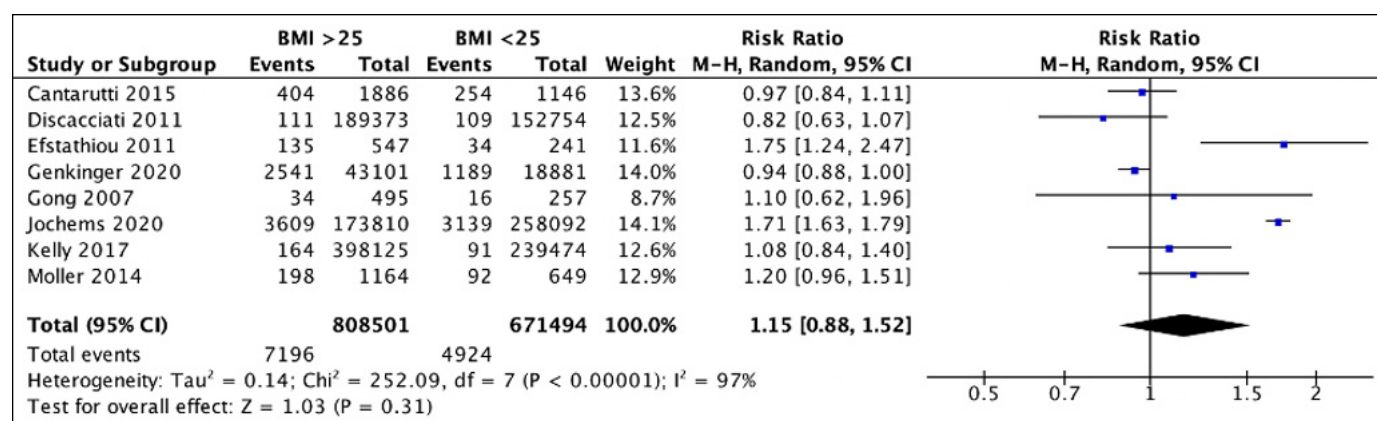 BMI >25 BMI <25 Risk Ratio Risk Ratio
Study or Subgroup Events Total Events Total Weight M-H, Random, 95% CI M-H, Random, 95% CI
Cantarutti 2015 404 1886 254 1146 13.6% 0.97 [0.84, 1.11]
Discacciati 2011 111 189373 109 152754 12.5% 0.82 [0.63, 1.07]
Efstathiou 2011 135 547 34 241 11.6% 1.75 [1.24, 2.47]
Genkinger 2020 2541 43101 1189 18881 14.0% 0.94 [0.88, 1.00]
Gong 2007 34 495 16 257 8.7% 1.10 [0.62, 1.96]
Jochems 2020 3609 173810 3139 258092 14.1% 1.71 [1.63, 1.79]
Kelly 2017 164 398125 91 239474 12.6% 1.08 [0.84, 1.40]
Moller 2014 198 1164 92 649 12.9% 1.20 [0.96, 1.51]
Total (95% CI) 808501 671494 100.0% 1.15 [0.88, 1.52]
Total events 7196 4924
Heterogeneity: Tau² = 0.14; Chi² = 252.09, df = 7 (P < 0.00001); I² = 97%
Test for overall effect: Z = 1.03 (P = 0.31)
0.5 0.7 1 1.5 2